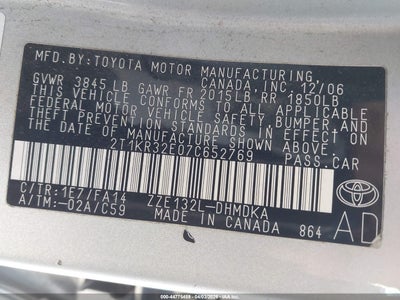 MFD.BY:TOYOTA MOTOR MANUFACTURING,
CANADA, INC. 12/06
GVWR 3845 LB GAWR FR 2015LB RR 1850LB
THIS VEHICLE CONFORMS TO ALL APPLICABLE
FEDERAL MOTOR VEHICLE SAFETY, BUMPER, AND
THEFT PREVENTION STANDARDS IN EFFECT ON
THE DATE OF MANUFACTURE SHOWN ABOVE.
2T1KR32E07C652769 PASS.CAR
C/TR:1E7/FA14 ZZE132L-DHMDKA
A/TM:-02A/C59 MADE IN CANADA 864
TOYOTA
AD